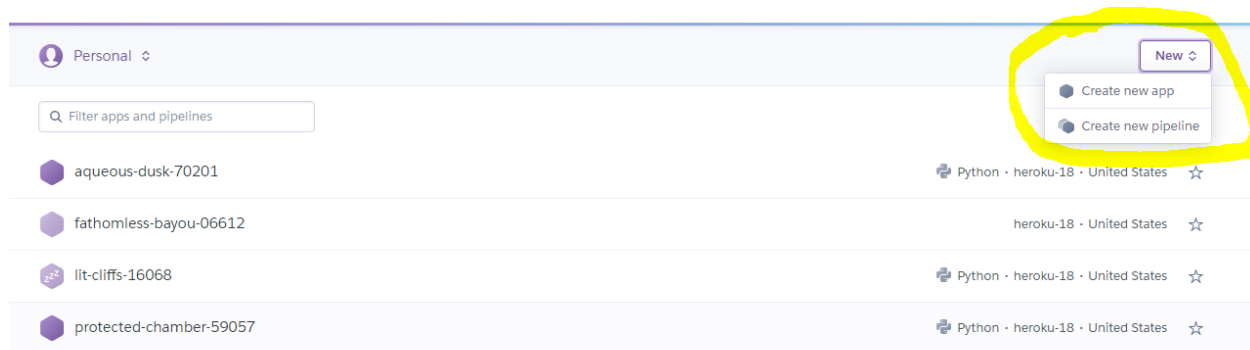 Personal
New
Create new app
Filter apps and pipelines
Create new pipeline
aqueous-dusk-70201 Python · heroku-18 · United States
fathomless-bayou-06612 heroku-18 · United States
zzz lit-cliffs-16068 Python · heroku-18 · United States
protected-chamber-59057 Python · heroku-18 · United States